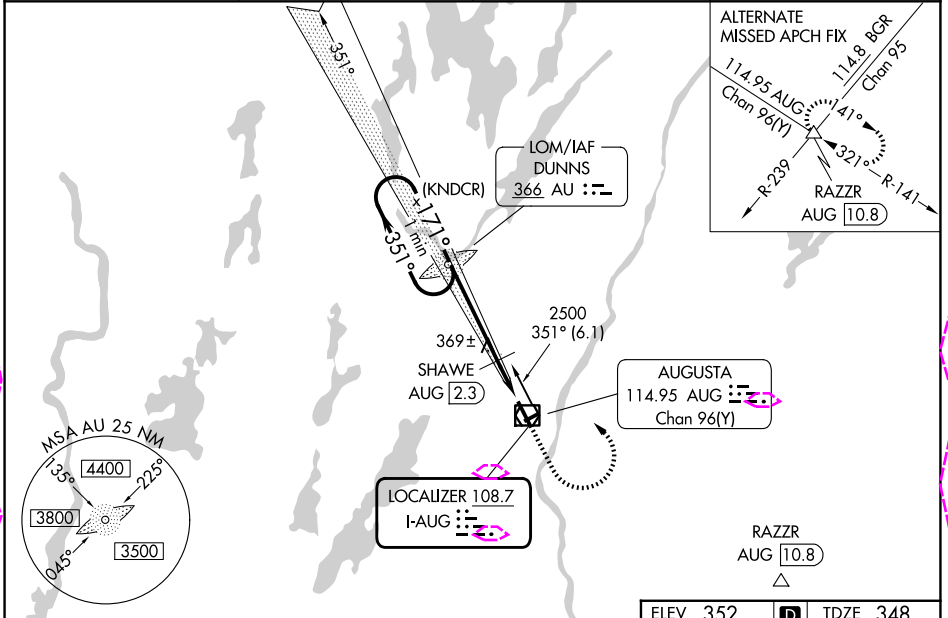 351°
ALTERNATE
MISSED APCH FIX
114.8 BGR
Chan 95
114.95 AUG
Chan 96(Y)
141°
321°
R-141
R-239
RAZZR
AUG 10.8
LOM/IAF
DUNNS
366 AU
(KNDCR)
171°
1 min
351°
2500
351° (6.1)
369±
SHAWE
AUG 2.3
AUGUSTA
114.95 AUG
Chan 96(Y)
MSA AU 25 NM
135°
4400
225°
3800
3500
045°
LOCALIZER 108.7
I-AUG
RAZZR
AUG 10.8
ELEV 352 D TDZE 348